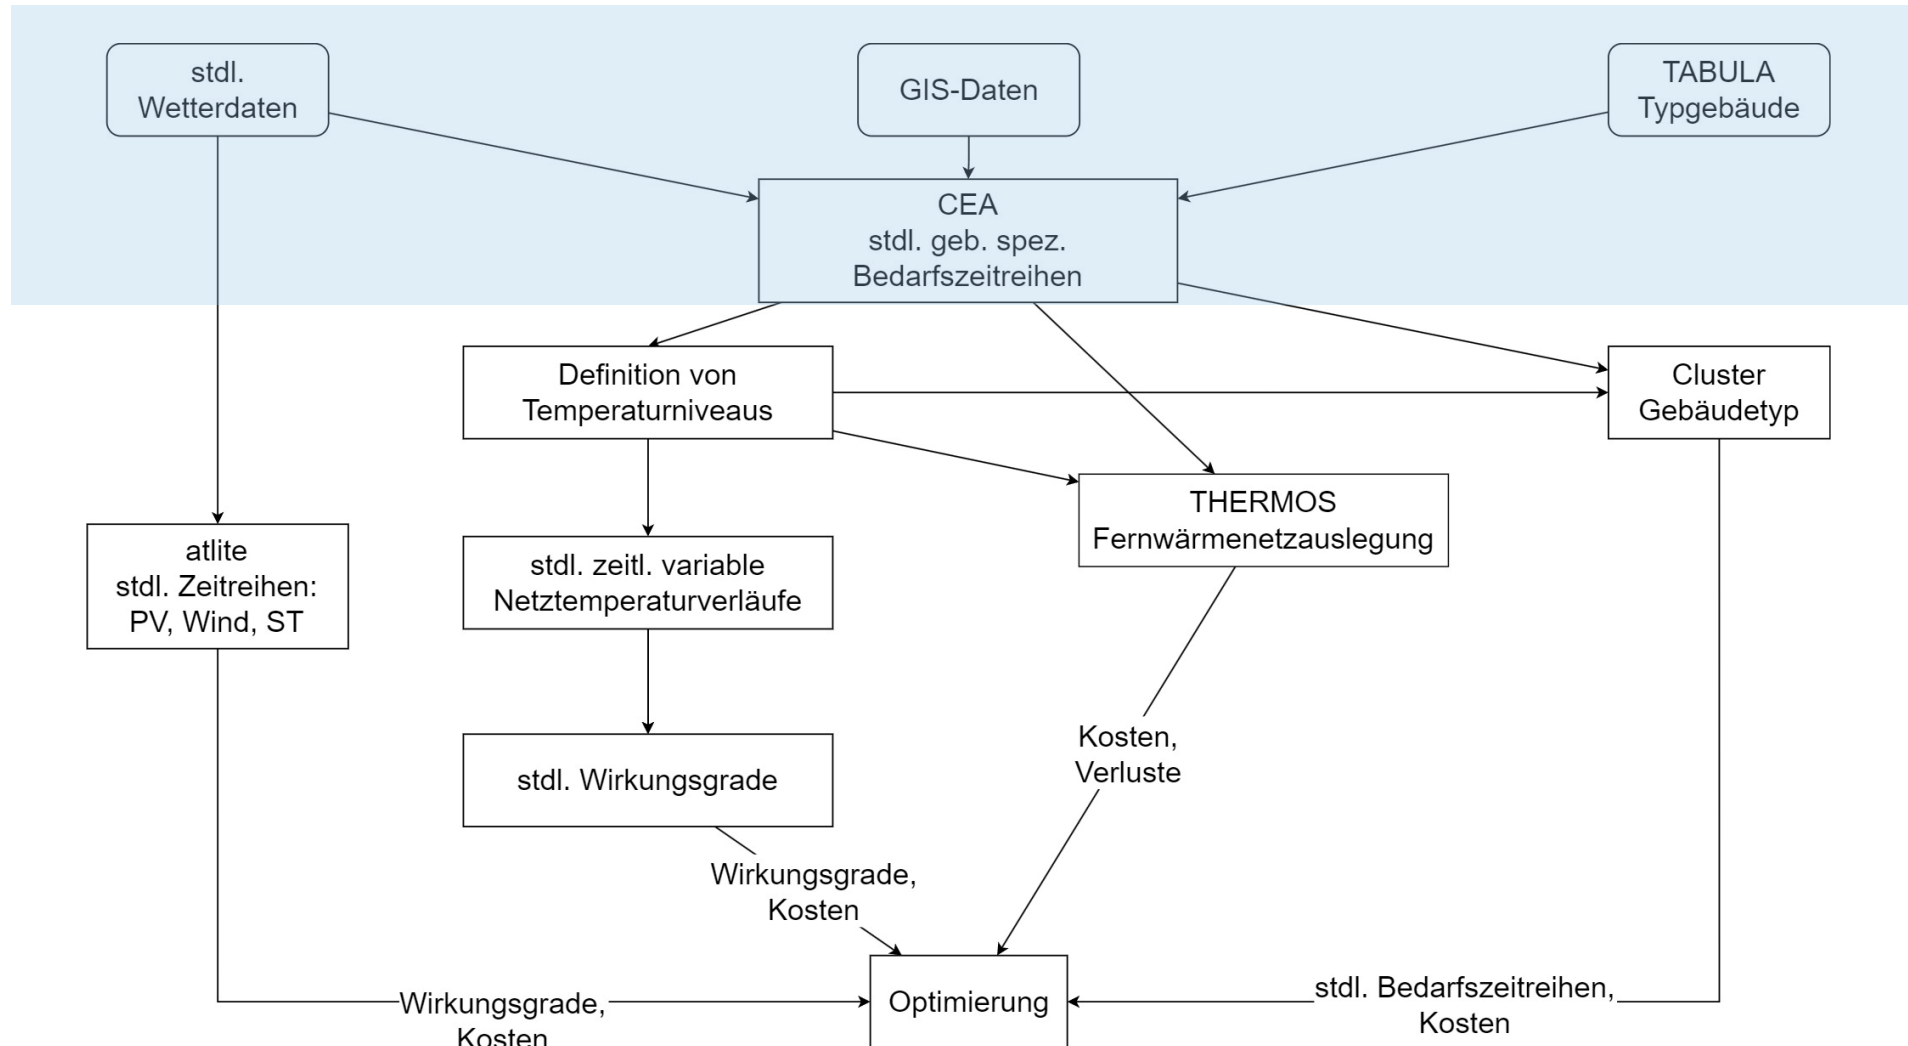 stdl.
Wetterdaten
GIS-Daten
TABULA
Typgebäude
CEA
stdl. geb. spez.
Bedarfszeitreihen
Definition von
Temperaturniveaus
Cluster
Gebäudetyp
THERMOS
Fernwärmenetzauslegung
atlite
stdl. Zeitreihen:
PV, Wind, ST
stdl. zeitl. variable
Netztemperaturverläufe
stdl. Wirkungsgrade
Kosten,
Verluste
Wirkungsgrade,
Kosten
Wirkungsgrade,
Kosten
Optimierung
stdl. Bedarfszeitreihen,
Kosten